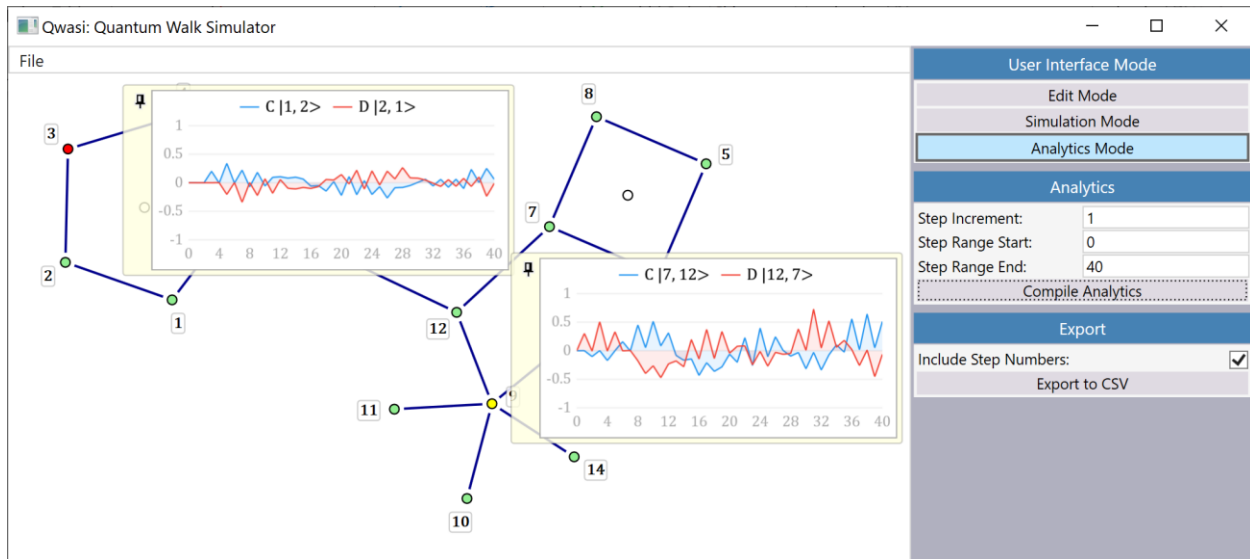 Qwasi: Quantum Walk Simulator
File
3
2
1
C |1, 2> D |2, 1>
1
0.5
0
-0.5
-1
0 4 8 12 16 20 24 28 32 36 40
8
5
7
12
11
9
10
14
C |7, 12> D |12, 7>
1
0.5
0
-0.5
-1
0 4 8 12 16 20 24 28 32 36 40
User Interface Mode
Edit Mode
Simulation Mode
Analytics Mode
Analytics
Step Increment: 1
Step Range Start: 0
Step Range End: 40
Compile Analytics
Export
Include Step Numbers:
Export to CSV